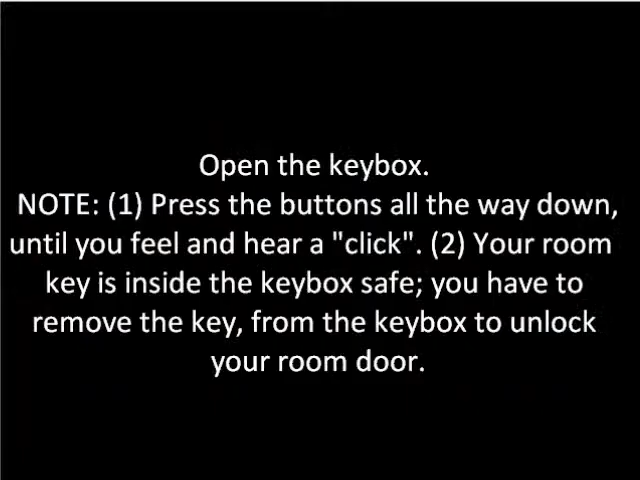 Open the keybox.
NOTE: (1) Press the buttons all the way down,
until you feel and hear a "click". (2) Your room
key is inside the keybox safe; you have to
remove the key, from the keybox to unlock
your room door.